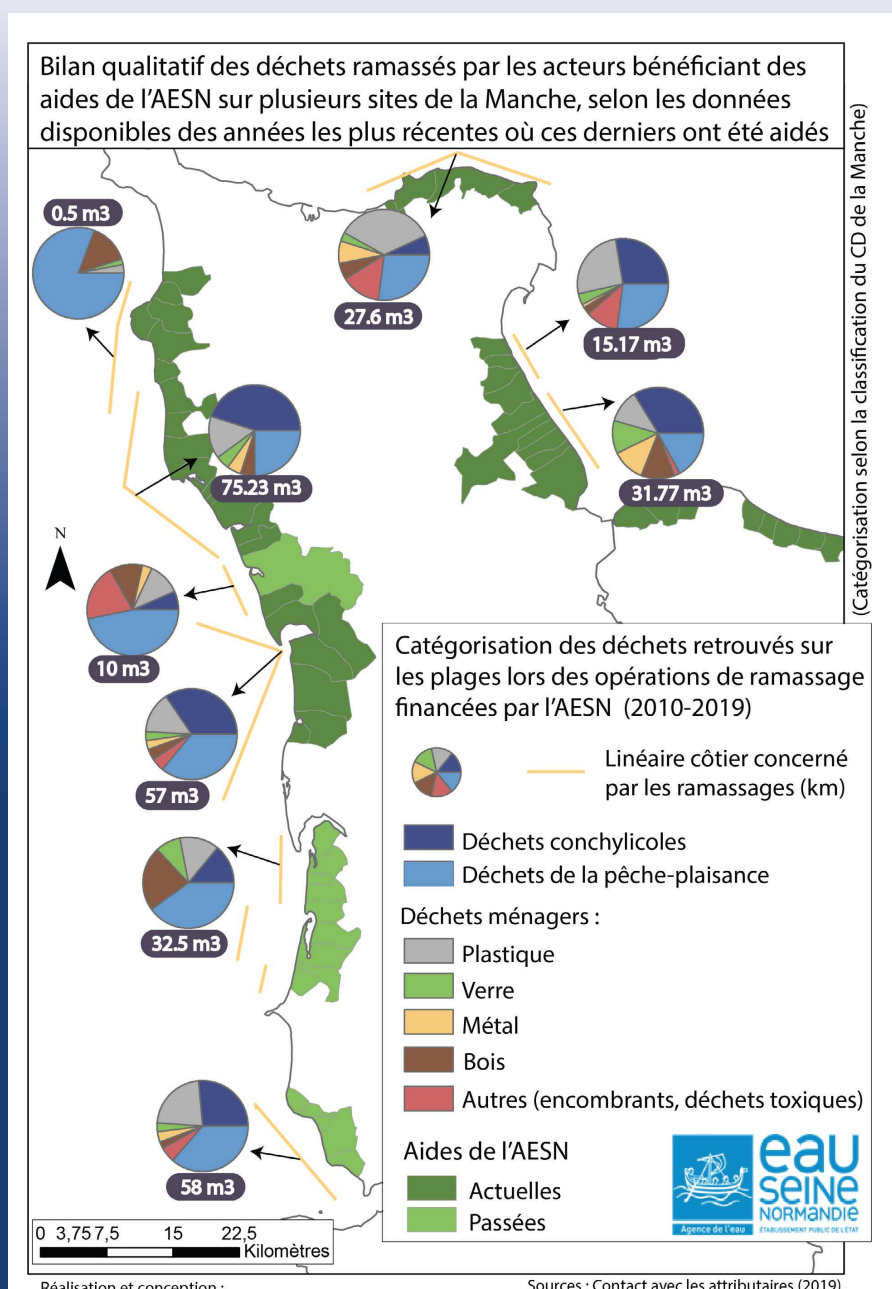 Bilan qualitatif des déchets ramassés par les acteurs bénéficiant des
aides de l'AESN sur plusieurs sites de la Manche, selon les données
disponibles des années les plus récentes où ces derniers ont été aidés
(Catégorisation selon la classification du CD de la Manche)
0.5 m3
27.6 m3
15.17 m3
75.23 m3
31.77 m3
N
10 m3
57 m3
32.5 m3
58 m3
Catégorisation des déchets retrouvés sur
les plages lors des opérations de ramassage
financées par l'AESN (2010-2019)
Linéaire côtier concerné
par les ramassages (km)
Déchets conchylicoles
Déchets de la pêche-plaisance
Déchets ménagers :
Plastique
Verre
Métal
Bois
Autres (encombrants, déchets toxiques)
Aides de l'AESN
Actuelles
Passées
eau
SEINE
NORMANDIE
Agence de l'eau
ÉTABLISSEMENT PUBLIC DE L'ÉTAT
0 3,75 7,5 15 22,5
Kilomètres
Réalisation et conception :
Sources : Contact avec les attributaires (2019)